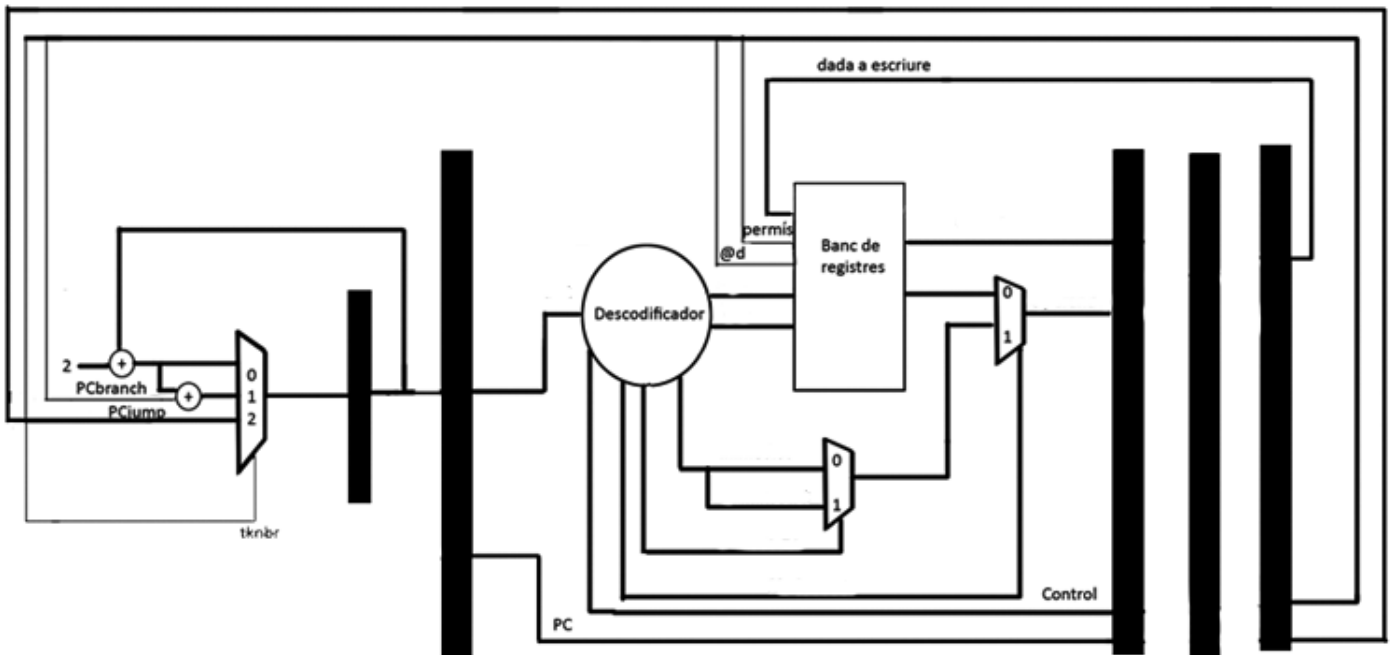 dada a escriure
permís
@d
Banc de
registres
Descodificador
0
1
2
PCbranch
PCjump
0
1
2
tknbr
0
1
Control
PC